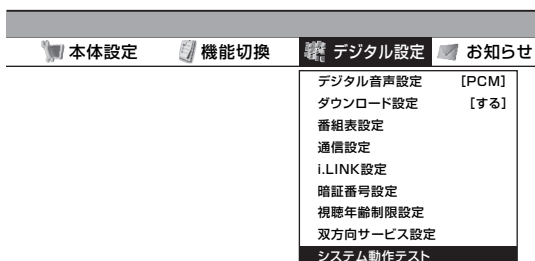 本体設定 機能切換 デジタル設定 お知らせ
デジタル音声設定 [PCM]
ダウンロード設定 [する]
番組表設定
通信設定
i.LINK設定
暗証番号設定
視聴年齢制限設定
双方向サービス設定
システム動作テスト